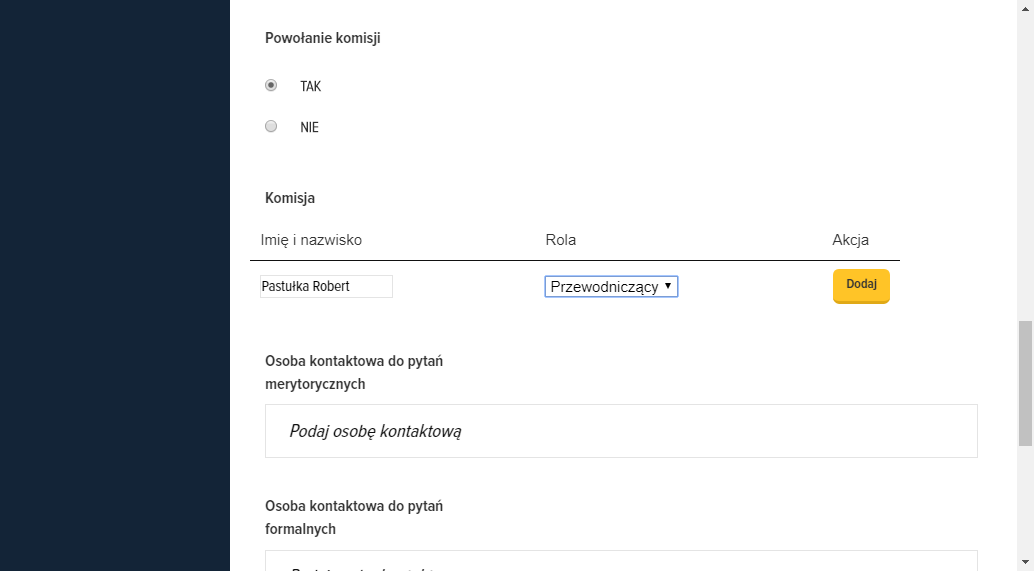 Powołanie komisji
TAK
NIE
Komisja
Imię i nazwisko Rola Akcja
Pastułka Robert Przewodniczący Dodaj
Osoba kontaktowa do pytań
merytorycznych
Podaj osobę kontaktową
Osoba kontaktowa do pytań
formalnych